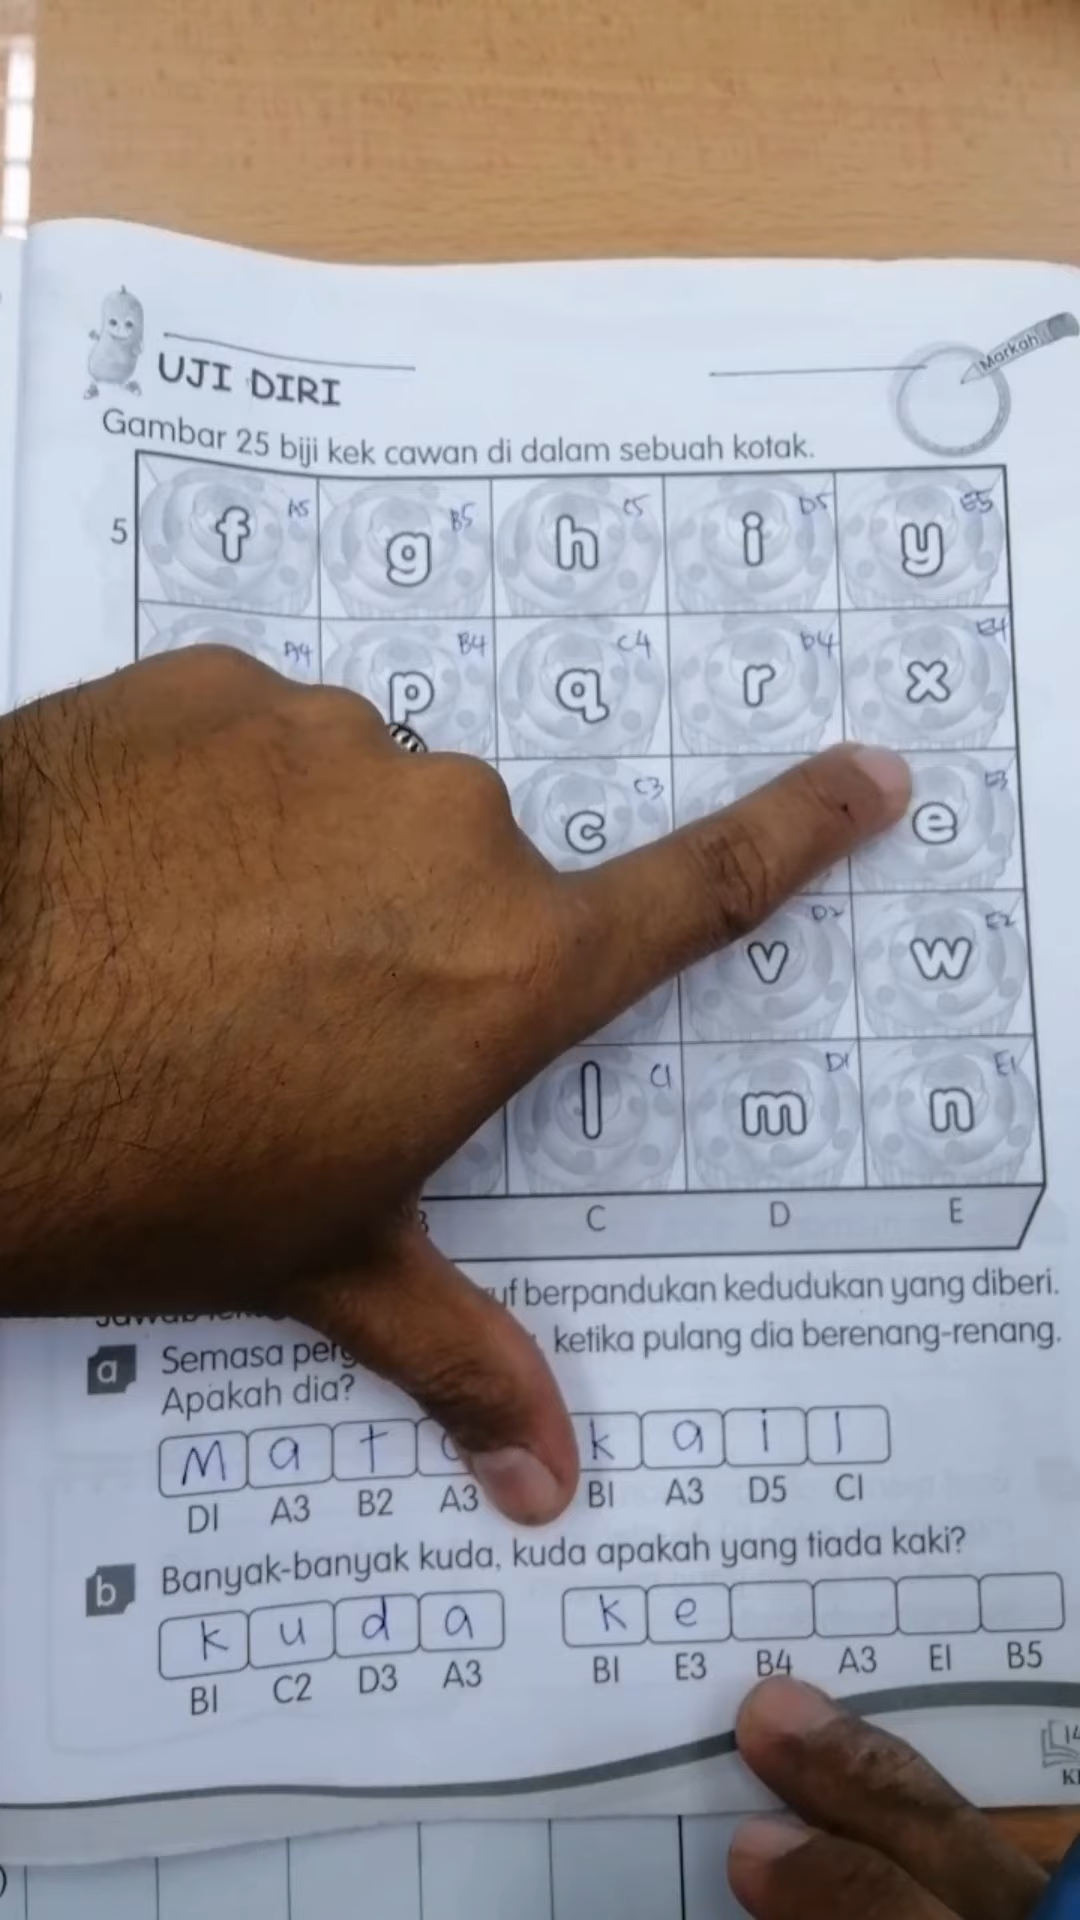 Markah
UJI DIRI
Gambar 25 biji kek cawan di dalam sebuah kotak.
5 f A5 g B5 h C5 i D5 y E5
A4 p B4 q C4 r D4 x E4
c C3 e E3
v D2 w E2
l C1 m D1 n E1
C D E
berpandukan kedudukan yang diberi.
a Semasa ketika pulang dia berenang-renang.
Apakah dia?
M a t k a i l
D1 A3 B2 A3 B1 A3 D5 C1
b Banyak-banyak kuda, kuda apakah yang tiada kaki?
k u d a k e
B1 C2 D3 A3 B1 E3 B4 A3 E1 B5